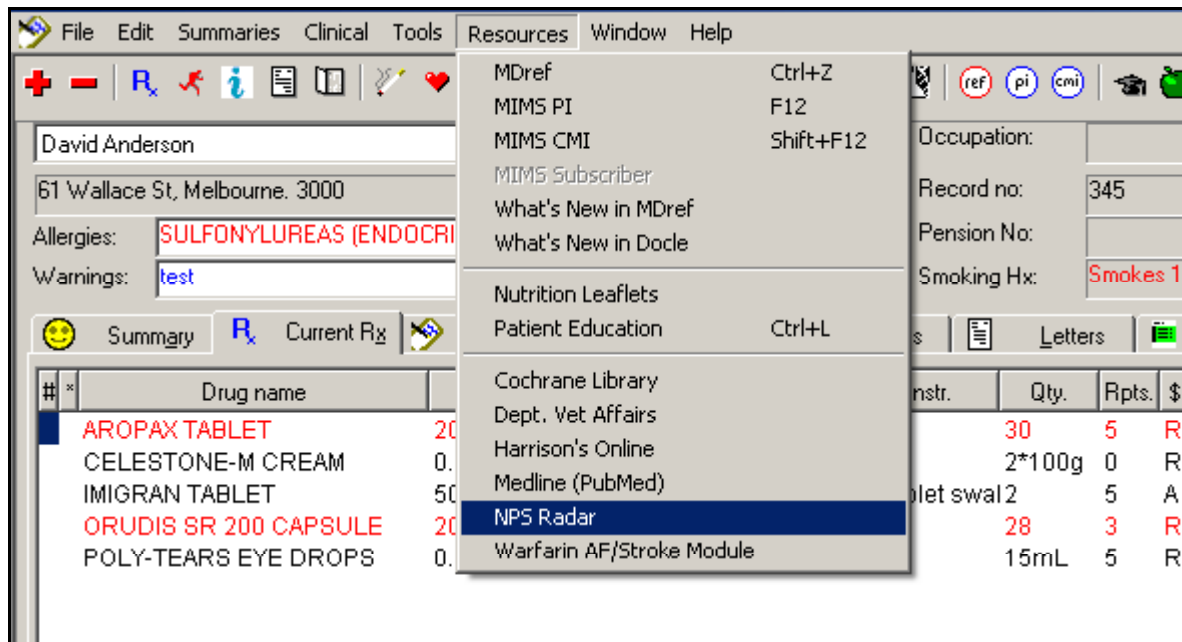 File Edit Summaries Clinical Tools Resources Window Help
Rx i ref pi cmi
MDref Ctrl+Z
MIMS PI F12
MIMS CMI Shift+F12
MIMS Subscriber
What's New in MDref
What's New in Docle
Nutrition Leaflets
Patient Education Ctrl+L
Cochrane Library
Dept. Vet Affairs
Harrison's Online
Medline (PubMed)
NPS Radar
Warfarin AF/Stroke Module
David Anderson
61 Wallace St, Melbourne. 3000
Allergies: SULFONYLUREAS (ENDOCRI
Warnings: test
Occupation:
Record no: 345
Pension No:
Smoking Hx: Smokes 1
Summary Rx Current Rx s Letters
# * Drug name nstr. Qty. Rpts. $
AROPAX TABLET 20 30 5 R
CELESTONE-M CREAM 0. 2*100g 0 R
IMIGRAN TABLET 50 blet swal 2 5 A
ORUDIS SR 200 CAPSULE 20 28 3 R
POLY-TEARS EYE DROPS 0. 15mL 5 R